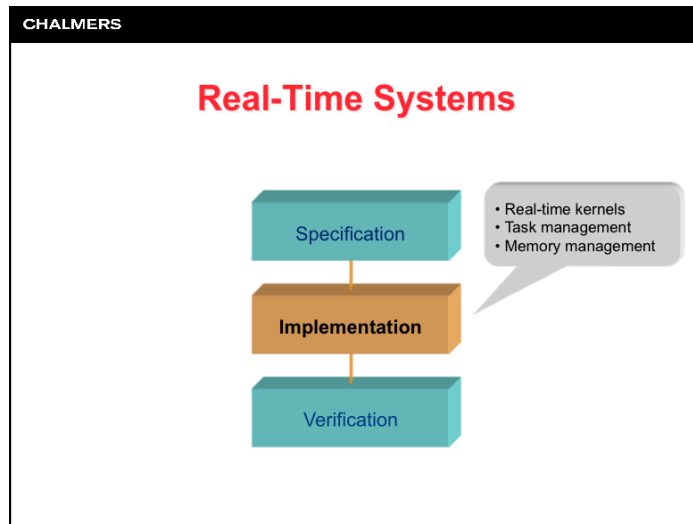 CHALMERS
Real-Time Systems
Specification
• Real-time kernels
• Task management
• Memory management
Implementation
Verification